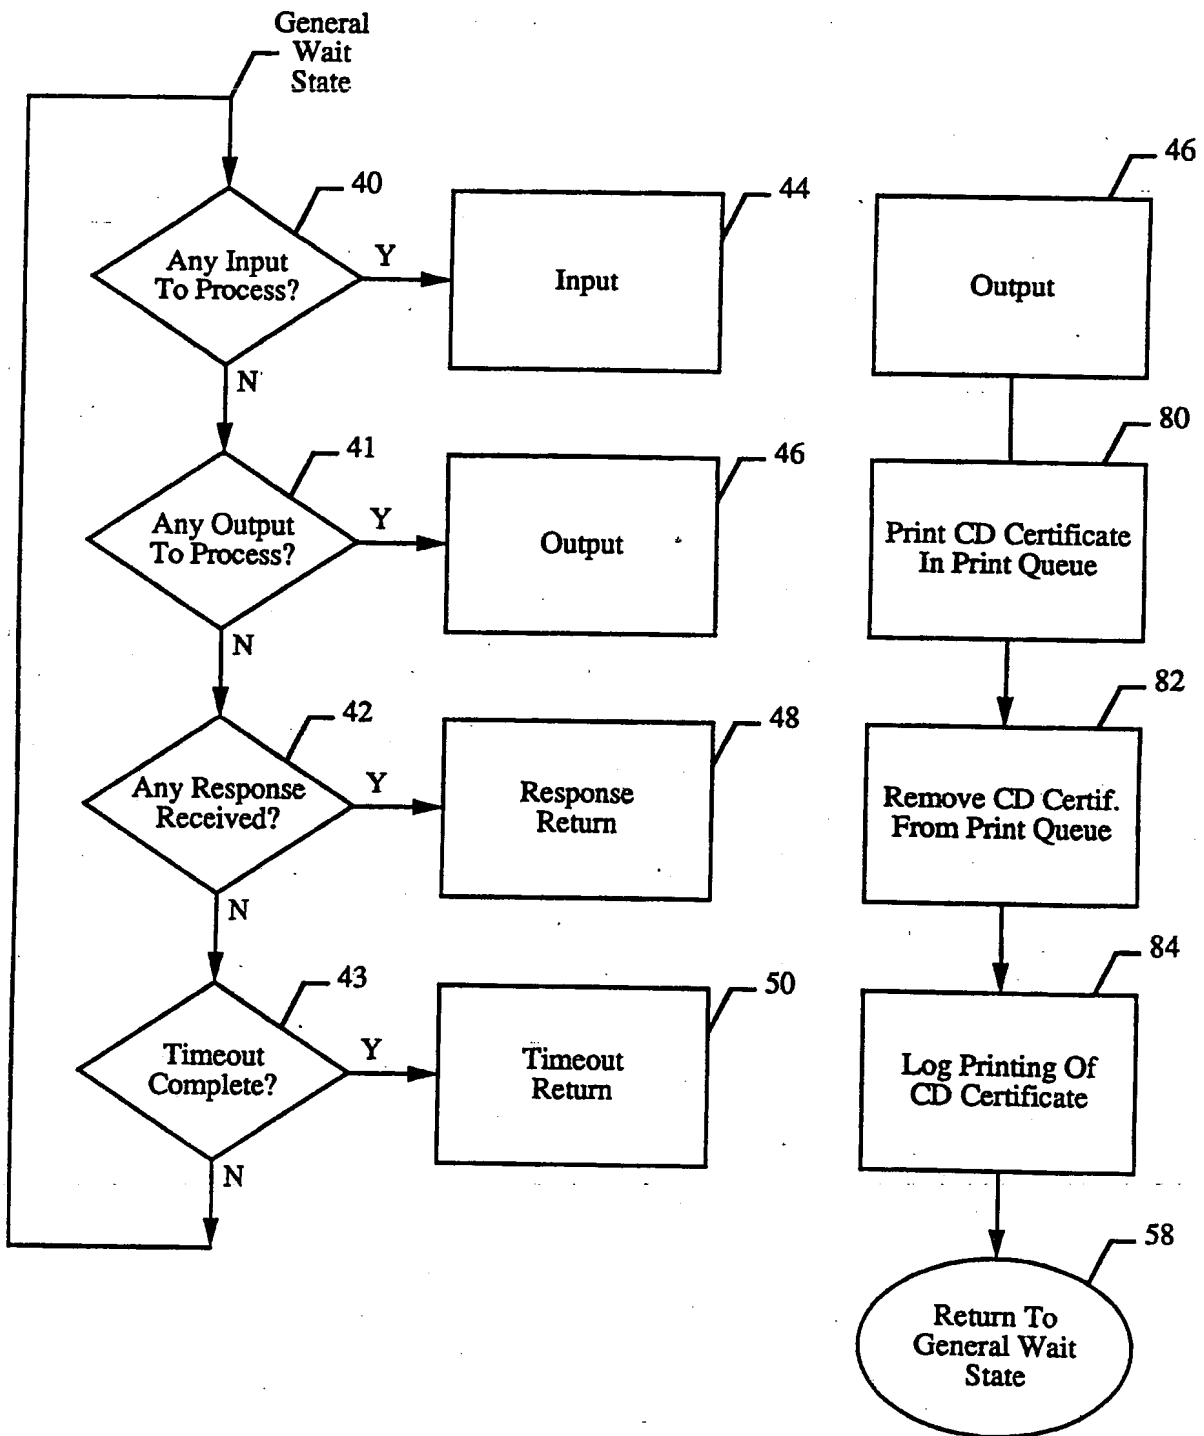 General
Wait
State
40
Any Input
To Process?
Y
44
Input
N
41
Any Output
To Process?
Y
46
Output
N
42
Any Response
Received?
Y
48
Response
Return
N
43
Timeout
Complete?
Y
50
Timeout
Return
N
46
Output
80
Print CD Certificate
In Print Queue
82
Remove CD Certif.
From Print Queue
84
Log Printing Of
CD Certificate
58
Return To
General Wait
State